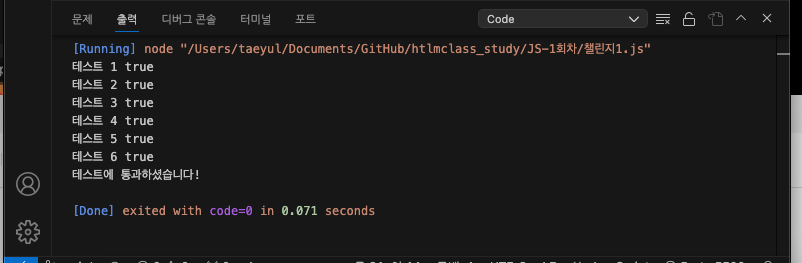 문제 출력 디버그 콘솔 터미널 포트 Code
[Running] node "/Users/taeyul/Documents/GitHub/htlmclass_study/JS-1회차/챌린지1.js"
테스트 1 true
테스트 2 true
테스트 3 true
테스트 4 true
테스트 5 true
테스트 6 true
테스트에 통과하셨습니다!
[Done] exited with code=0 in 0.071 seconds